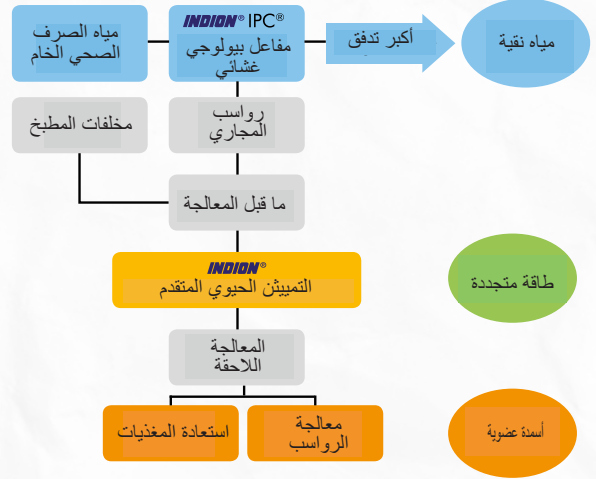 مياه الصرف
الصحي الخام
INDION® IPC®
مفاعل بيولوجي
غشائي
أكبر تدفق
مياه نقية
مخلفات المطبخ
رواسب
المجاري
ما قبل المعالجة
INDION®
التمييثن الحيوي المتقدم
طاقة متجددة
المعالجة
اللاحقة
استعادة المغذيات
معالجة
الرواسب
أسمدة عضوية